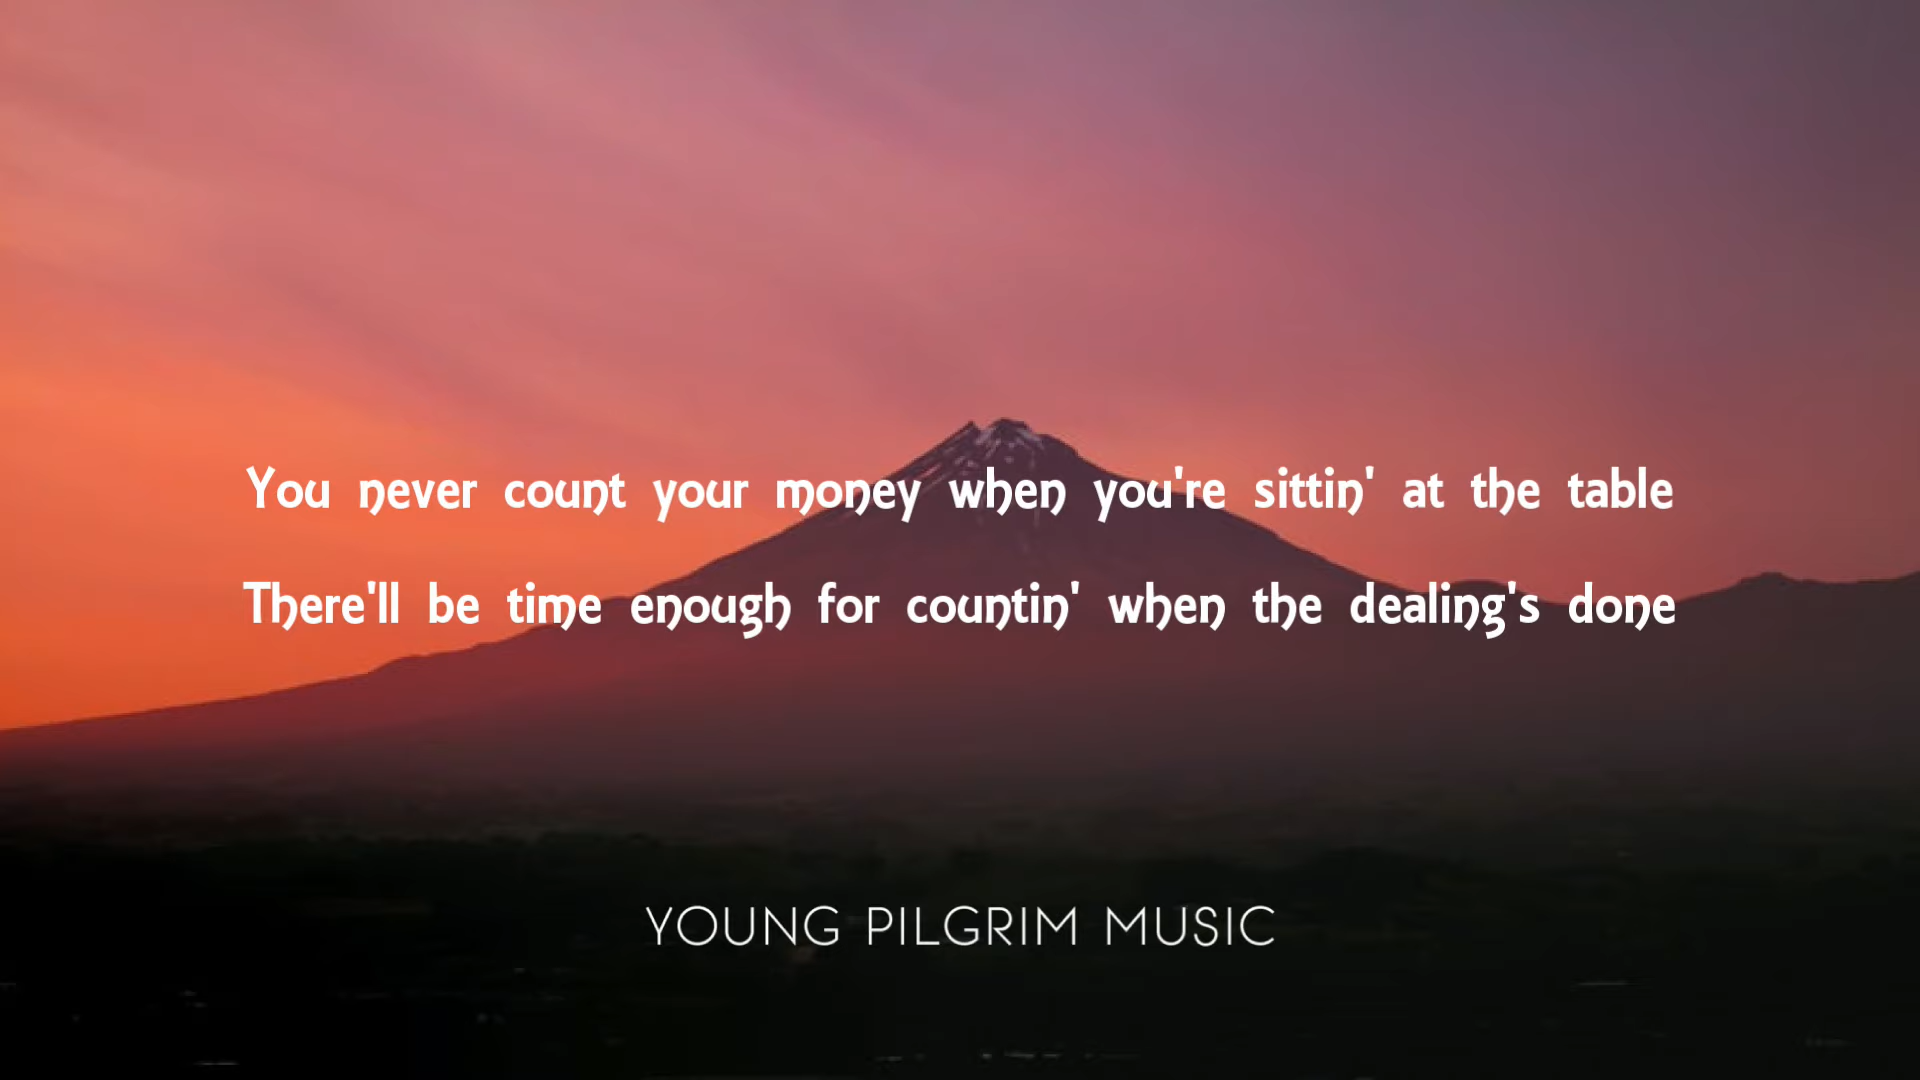 You never count your money when you're sittin' at the table
There'll be time enough for countin' when the dealing's done
YOUNG PILGRIM MUSIC